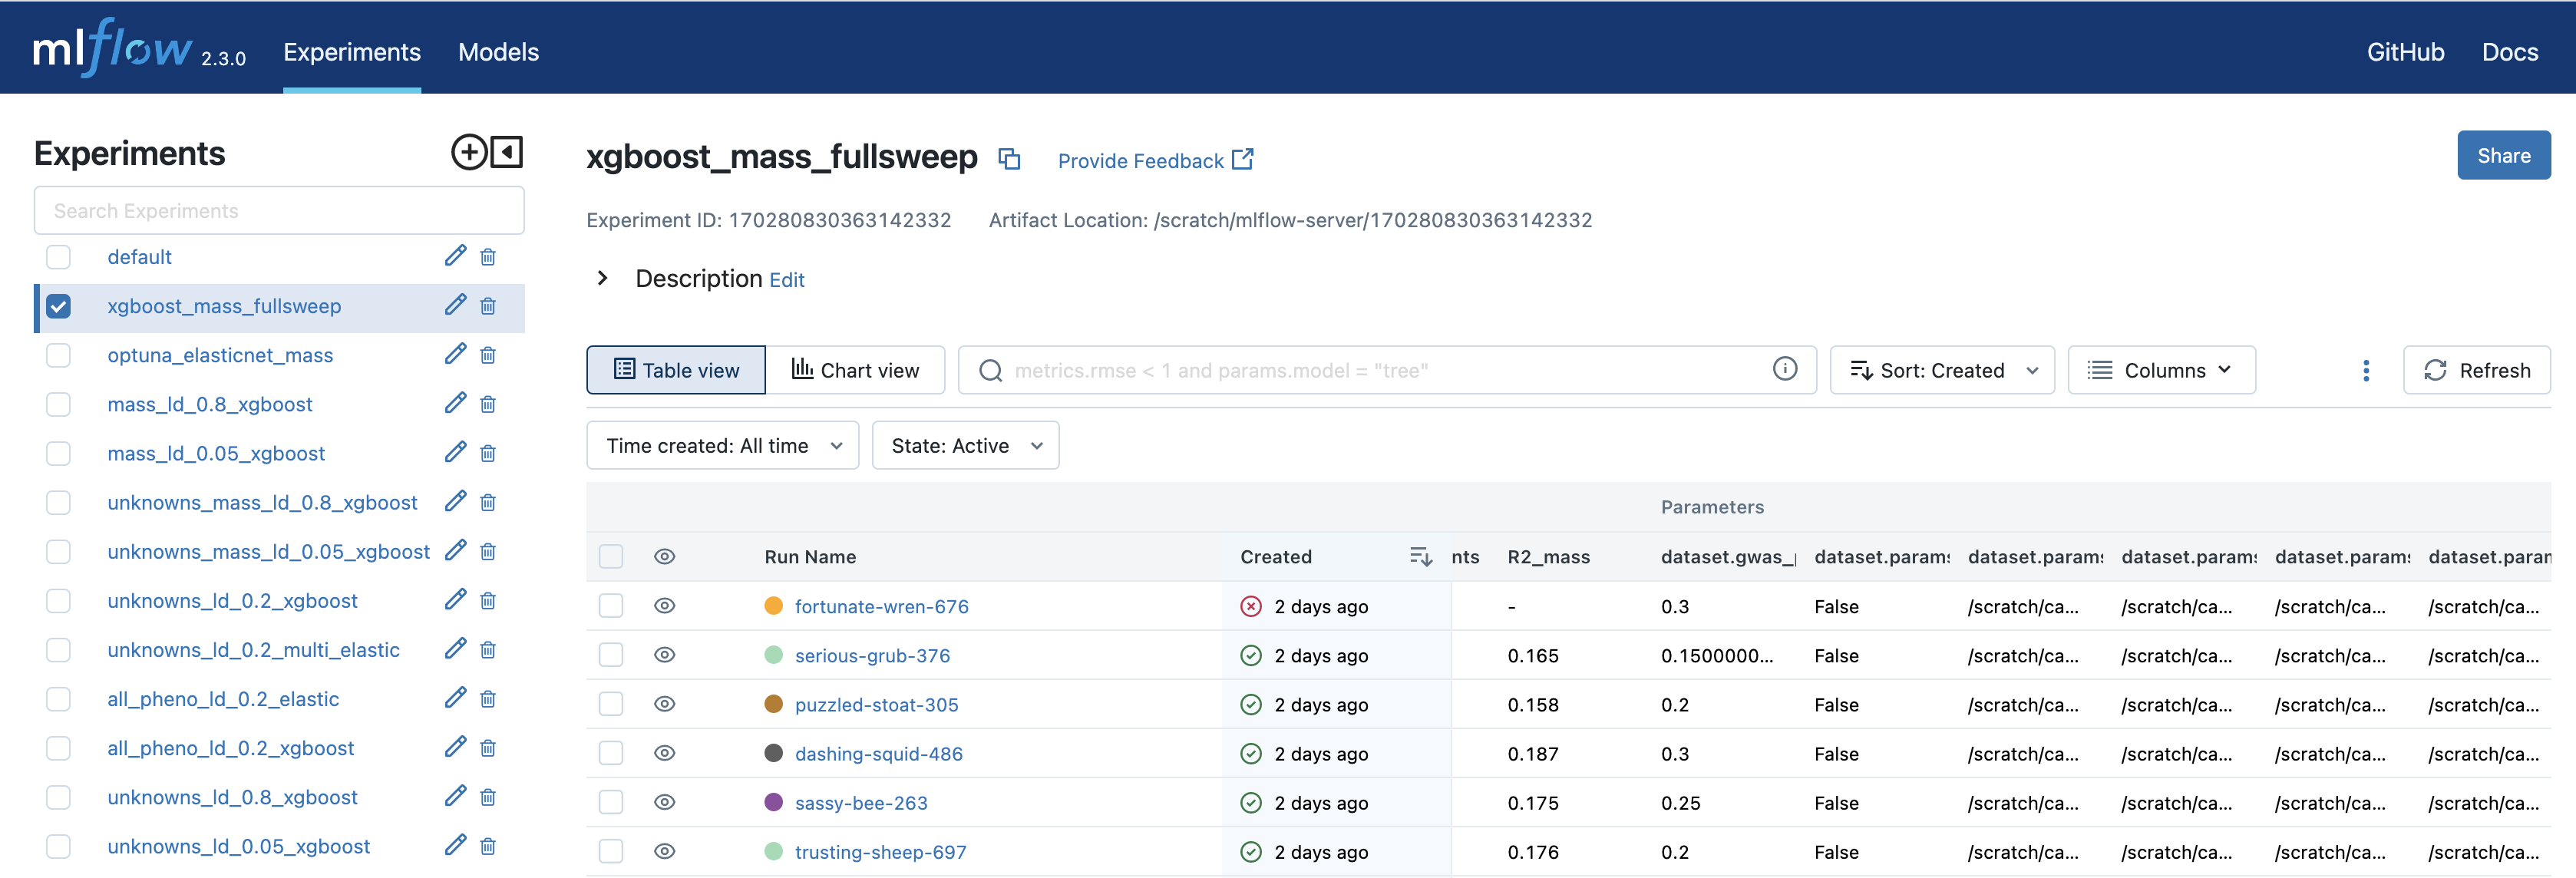 mlflow 2.3.0 Experiments Models GitHub Docs
Experiments
Search Experiments
default
xgboost_mass_fullsweep
optuna_elasticnet_mass
mass_ld_0.8_xgboost
mass_ld_0.05_xgboost
unknowns_mass_ld_0.8_xgboost
unknowns_mass_ld_0.05_xgboost
unknowns_ld_0.2_xgboost
unknowns_ld_0.2_multi_elastic
all_pheno_ld_0.2_elastic
all_pheno_ld_0.2_xgboost
unknowns_ld_0.8_xgboost
unknowns_ld_0.05_xgboost
xgboost_mass_fullsweep Provide Feedback Share
Experiment ID: 170280830363142332 Artifact Location: /scratch/mlflow-server/170280830363142332
Description Edit
Table view Chart view metrics.rmse < 1 and params.model = "tree" Sort: Created Columns Refresh
Time created: All time State: Active
Parameters
Run Name Created nts R2_mass dataset.gwas_ dataset.params dataset.params dataset.params dataset.params dataset.param
fortunate-wren-676 2 days ago - 0.3 False /scratch/ca... /scratch/ca... /scratch/ca... /scratch/ca...
serious-grub-376 2 days ago 0.165 0.1500000... False /scratch/ca... /scratch/ca... /scratch/ca... /scratch/ca...
puzzled-stoat-305 2 days ago 0.158 0.2 False /scratch/ca... /scratch/ca... /scratch/ca... /scratch/ca...
dashing-squid-486 2 days ago 0.187 0.3 False /scratch/ca... /scratch/ca... /scratch/ca... /scratch/ca...
sassy-bee-263 2 days ago 0.175 0.25 False /scratch/ca... /scratch/ca... /scratch/ca... /scratch/ca...
trusting-sheep-697 2 days ago 0.176 0.2 False /scratch/ca... /scratch/ca... /scratch/ca... /scratch/ca...